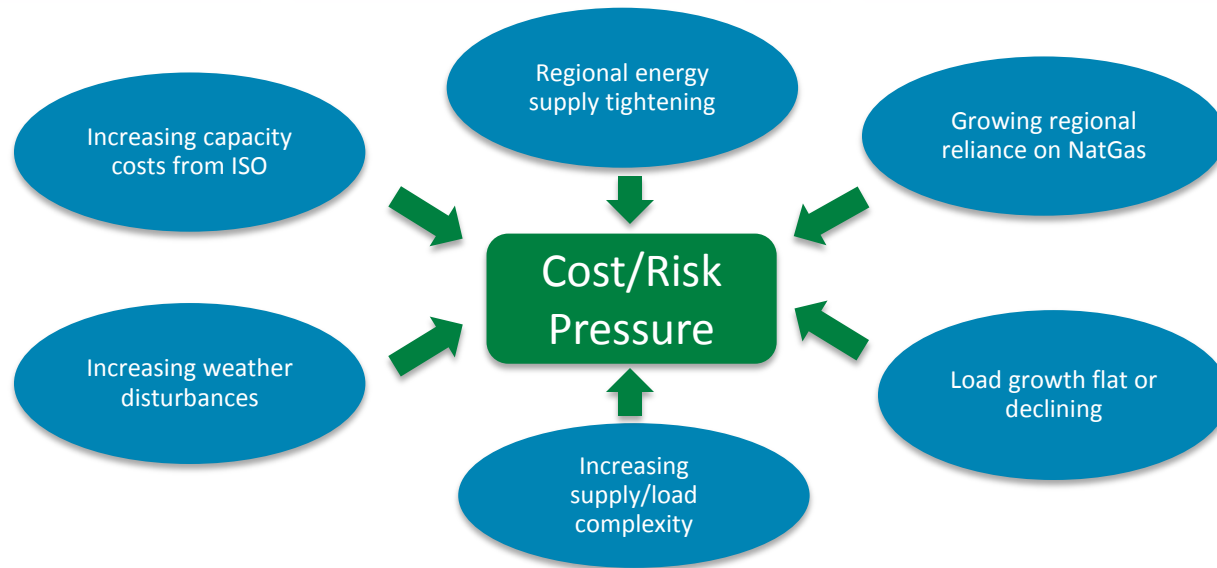 Regional energy
supply tightening
Increasing capacity
costs from ISO
Growing regional
reliance on NatGas
Cost/Risk
Pressure
Increasing weather
disturbances
Load growth flat or
declining
Increasing
supply/load
complexity